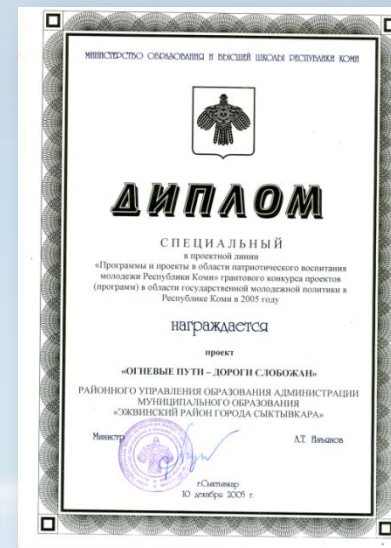 МИНИСТЕРСТВО ОБРАЗОВАНИЯ И ВЫСШЕЙ ШКОЛЫ РЕСПУБЛИКИ КОМИ
ДИПЛОМ
СПЕЦИАЛЬНЫЙ
в проектной линии
«Программы и проекты в области патриотического воспитания
молодежи Республики Коми» грантового конкурса проектов
(программ) в области государственной молодежной политики в
Республике Коми в 2005 году
награждается
проект
«ОГНЕВЫЕ ПУТИ – ДОРОГИ СЛОБОЖАН»
РАЙОННОГО УПРАВЛЕНИЯ ОБРАЗОВАНИЯ АДМИНИСТРАЦИИ
МУНИЦИПАЛЬНОГО ОБРАЗОВАНИЯ
«ЭЖВИНСКИЙ РАЙОН ГОРОДА СЫКТЫВКАРА»
Министр
г.Сыктывкар
10 декабря 2005 г.